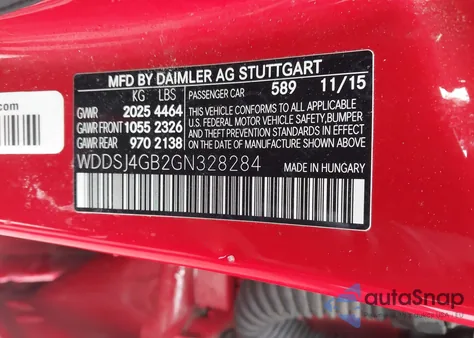 .com
MFD BY DAIMLER AG STUTTGART
KG LBS PASSENGER CAR 589 11/15
GVWR 2025 4464
GAWR FRONT 1055 2326
GAWR REAR 970 2138
THIS VEHICLE CONFORMS TO ALL APPLICABLE
U.S. FEDERAL MOTOR VEHICLE SAFETY, BUMPER
AND THEFT PREVENTION STANDARDS
IN EFFECT ON THE DATE OF
MANUFACTURE SHOWN ABOVE.
WDDSJ4GB2GN328284 MADE IN HUNGARY
autoSnap